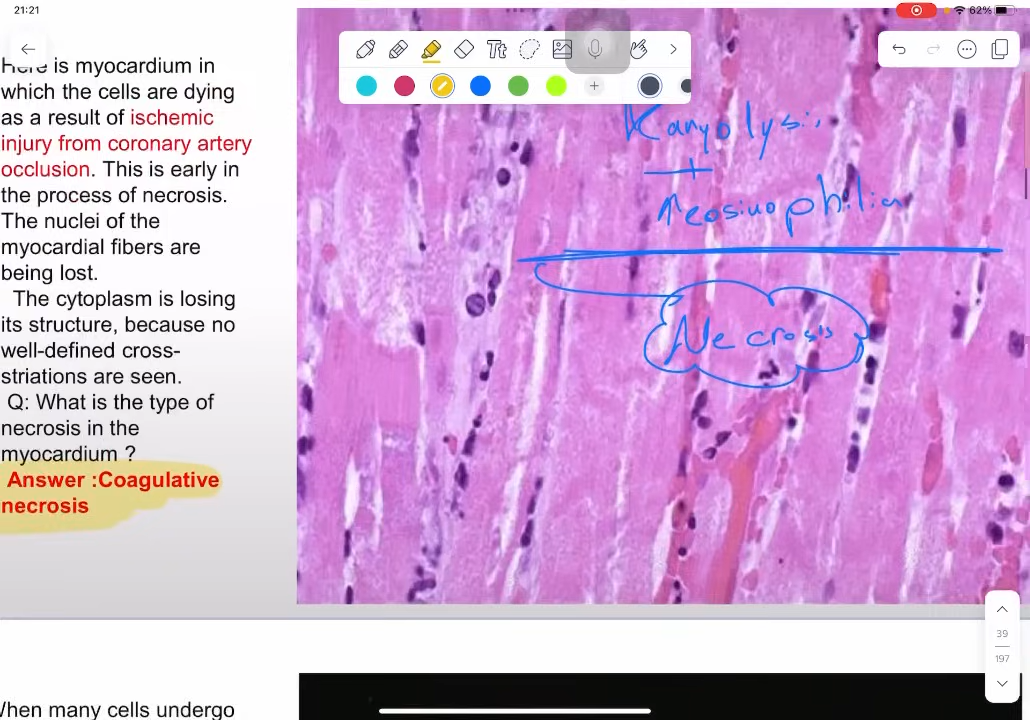 21:21
62%
Tt
Here is myocardium in
which the cells are dying
as a result of ischemic
injury from coronary artery
occlusion. This is early in
the process of necrosis.
The nuclei of the
myocardial fibers are
being lost.
The cytoplasm is losing
its structure, because no
well-defined cross-
striations are seen.
Q: What is the type of
necrosis in the
myocardium ?
Answer :Coagulative
necrosis
Karyolysis,
+
↑eosinophilia
Necrosis
39
197
When many cells undergo